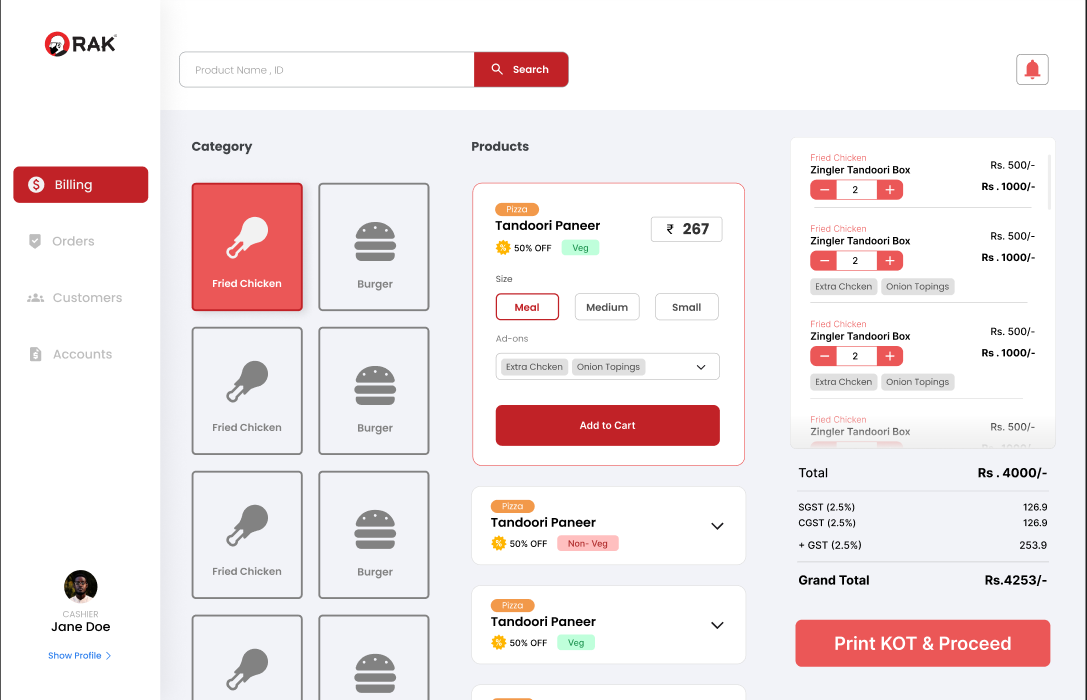 RAK
Product Name , ID
Search
Billing
Orders
Customers
Accounts
CASHIER
Jane Doe
Show Profile
Category
Fried Chicken
Burger
Fried Chicken
Burger
Fried Chicken
Burger
Products
Pizza
Tandoori Paneer
₹ 267
50% OFF
Veg
Size
Meal
Medium
Small
Ad-ons
Extra Chcken
Onion Topings
Add to Cart
Pizza
Tandoori Paneer
50% OFF
Non- Veg
Pizza
Tandoori Paneer
50% OFF
Veg
Fried Chicken
Zingler Tandoori Box
Rs. 500/-
2
Rs . 1000/-
Fried Chicken
Zingler Tandoori Box
Rs. 500/-
2
Rs . 1000/-
Extra Chcken
Onion Topings
Fried Chicken
Zingler Tandoori Box
Rs. 500/-
2
Rs . 1000/-
Extra Chcken
Onion Topings
Fried Chicken
Zingler Tandoori Box
Rs. 500/-
Total
Rs . 4000/-
SGST (2.5%)
126.9
CGST (2.5%)
126.9
+ GST (2.5%)
253.9
Grand Total
Rs.4253/-
Print KOT & Proceed